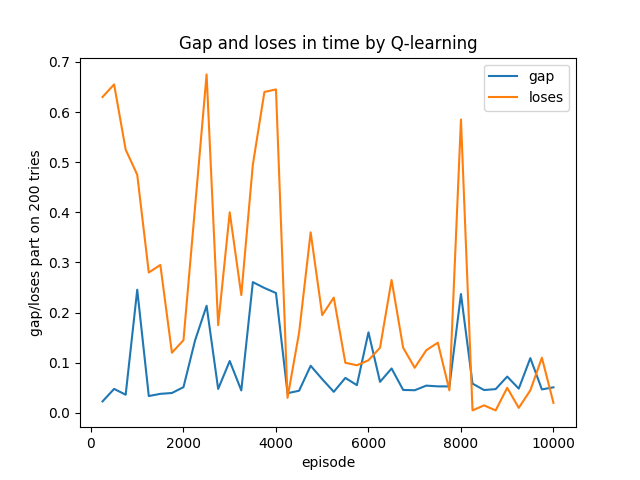 Gap and loses in time by Q-learning
gap
loses
gap/loses part on 200 tries
0.7
0.6
0.5
0.4
0.3
0.2
0.1
0.0
0 2000 4000 6000 8000 10000
episode